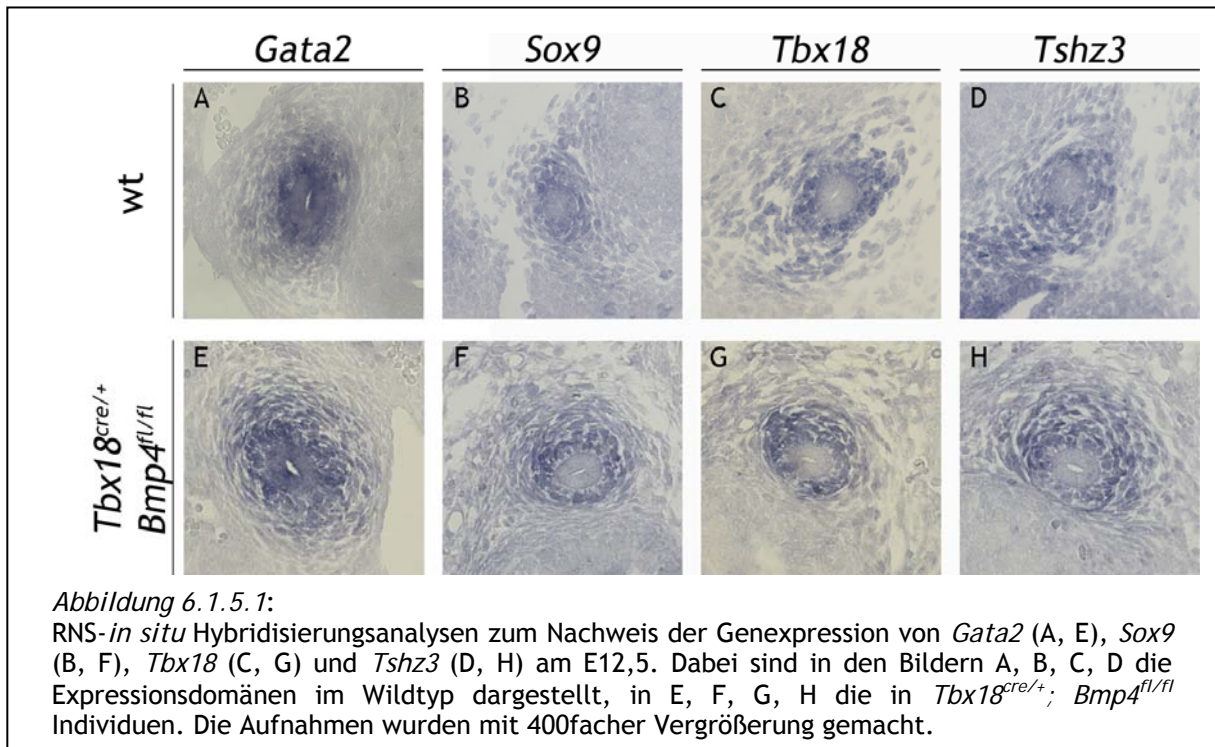 Gata2 Sox9 Tbx18 Tshz3
A B C D
wt
E F G H
Tbx18cre/+
Bmp4fl/fl
Abbildung 6.1.5.1:
RNS-in situ Hybridisierungsanalysen zum Nachweis der Genexpression von Gata2 (A, E), Sox9
(B, F), Tbx18 (C, G) und Tshz3 (D, H) am E12,5. Dabei sind in den Bildern A, B, C, D die
Expressionsdomänen im Wildtyp dargestellt, in E, F, G, H die in Tbx18cre/+; Bmp4fl/fl
Individuen. Die Aufnahmen wurden mit 400facher Vergrößerung gemacht.